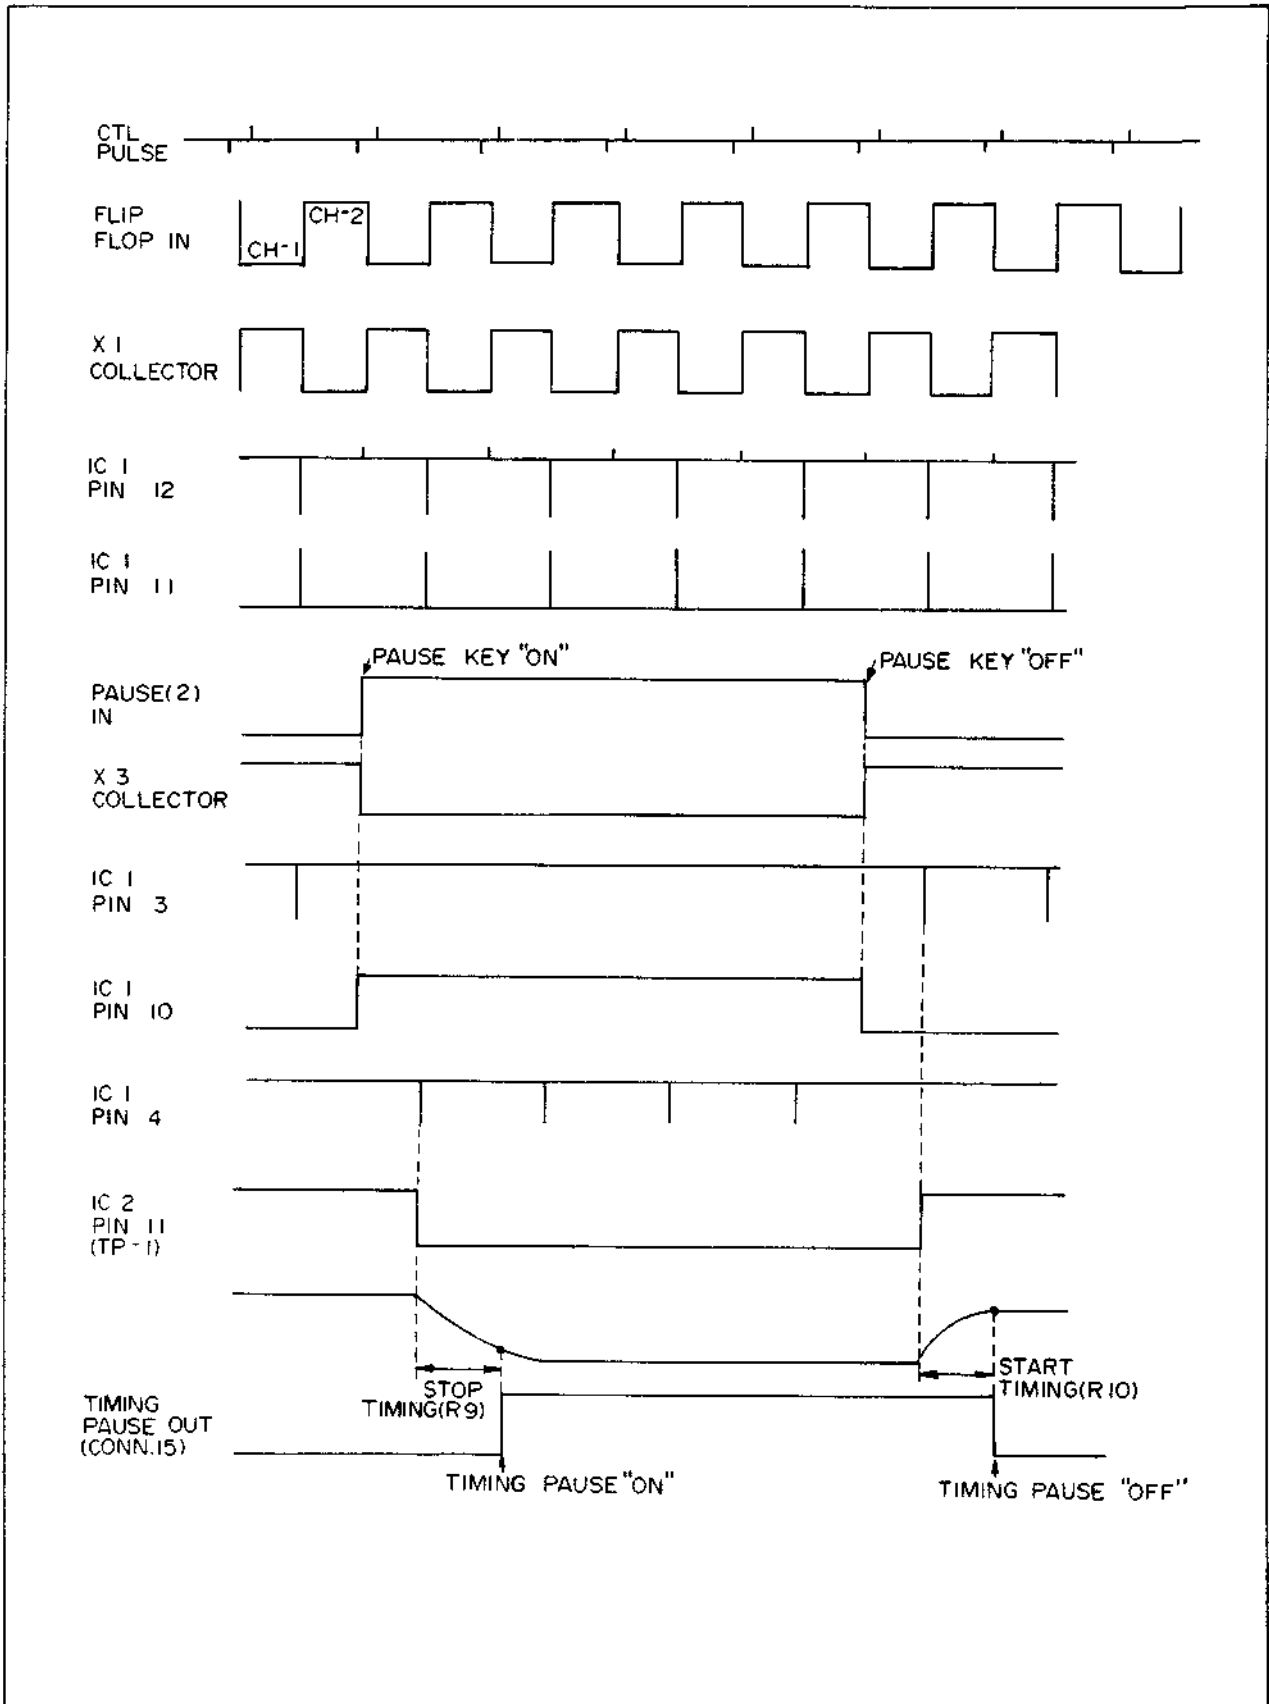 CTL
PULSE
FLIP
FLOP IN
CH-1
CH-2
X 1
COLLECTOR
IC 1
PIN 12
IC 1
PIN 11
PAUSE KEY "ON"
PAUSE KEY "OFF"
PAUSE(2)
IN
X 3
COLLECTOR
IC 1
PIN 3
IC 1
PIN 10
IC 1
PIN 4
IC 2
PIN 11
(TP-1)
STOP
TIMING(R9)
START
TIMING(R10)
TIMING
PAUSE OUT
(CONN.15)
TIMING PAUSE "ON"
TIMING PAUSE "OFF"